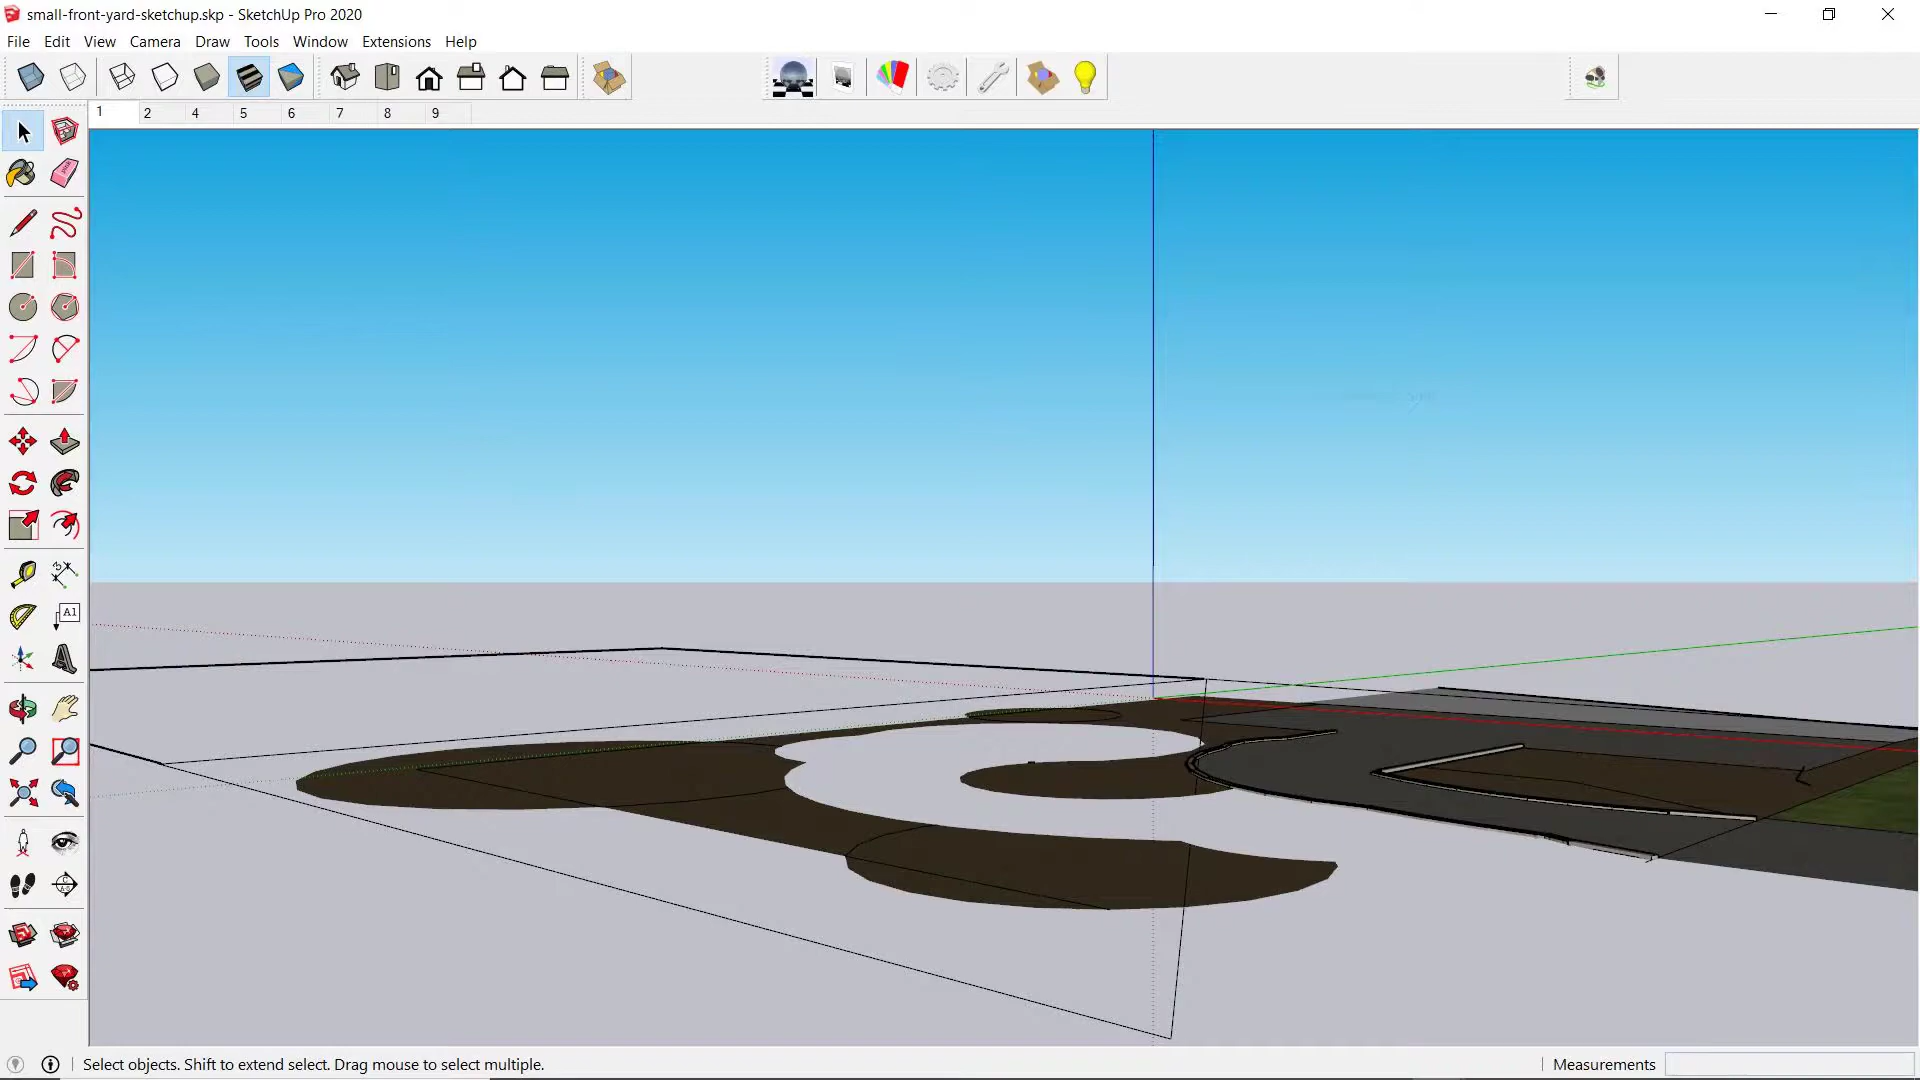 small-front-yard-sketchup.skp - SketchUp Pro 2020
File Edit View Camera Draw Tools Window Extensions Help
1 2 4 5 6 7 8 9
A1
Select objects. Shift to extend select. Drag mouse to select multiple.
Measurements